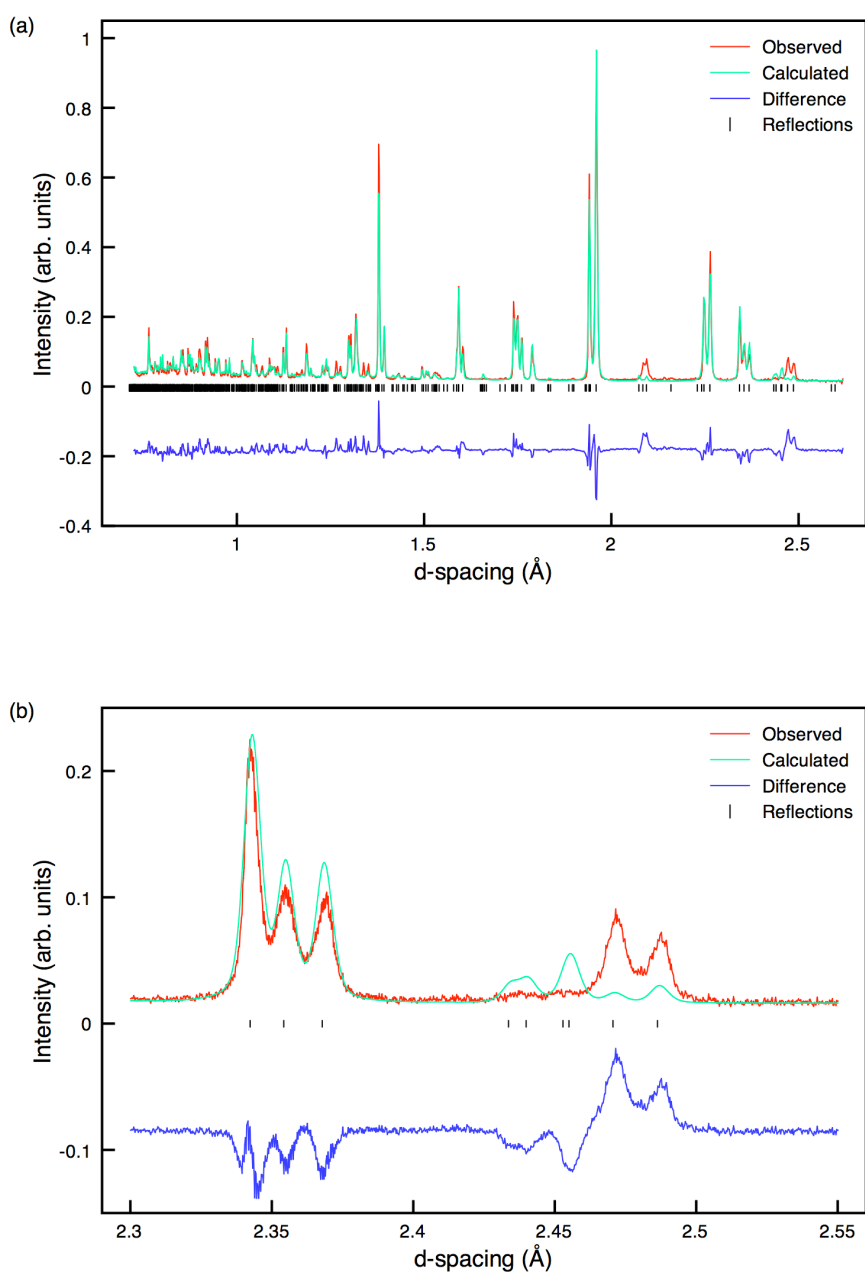 (a)
1
0.8
0.6
0.4
0.2
0
-0.2
-0.4
Intensity (arb. units)
Observed
Calculated
Difference
Reflections
1
1.5
2
2.5
d-spacing (Å)
(b)
0.2
0.1
0
-0.1
Intensity (arb. units)
Observed
Calculated
Difference
Reflections
2.3
2.35
2.4
2.45
2.5
2.55
d-spacing (Å)